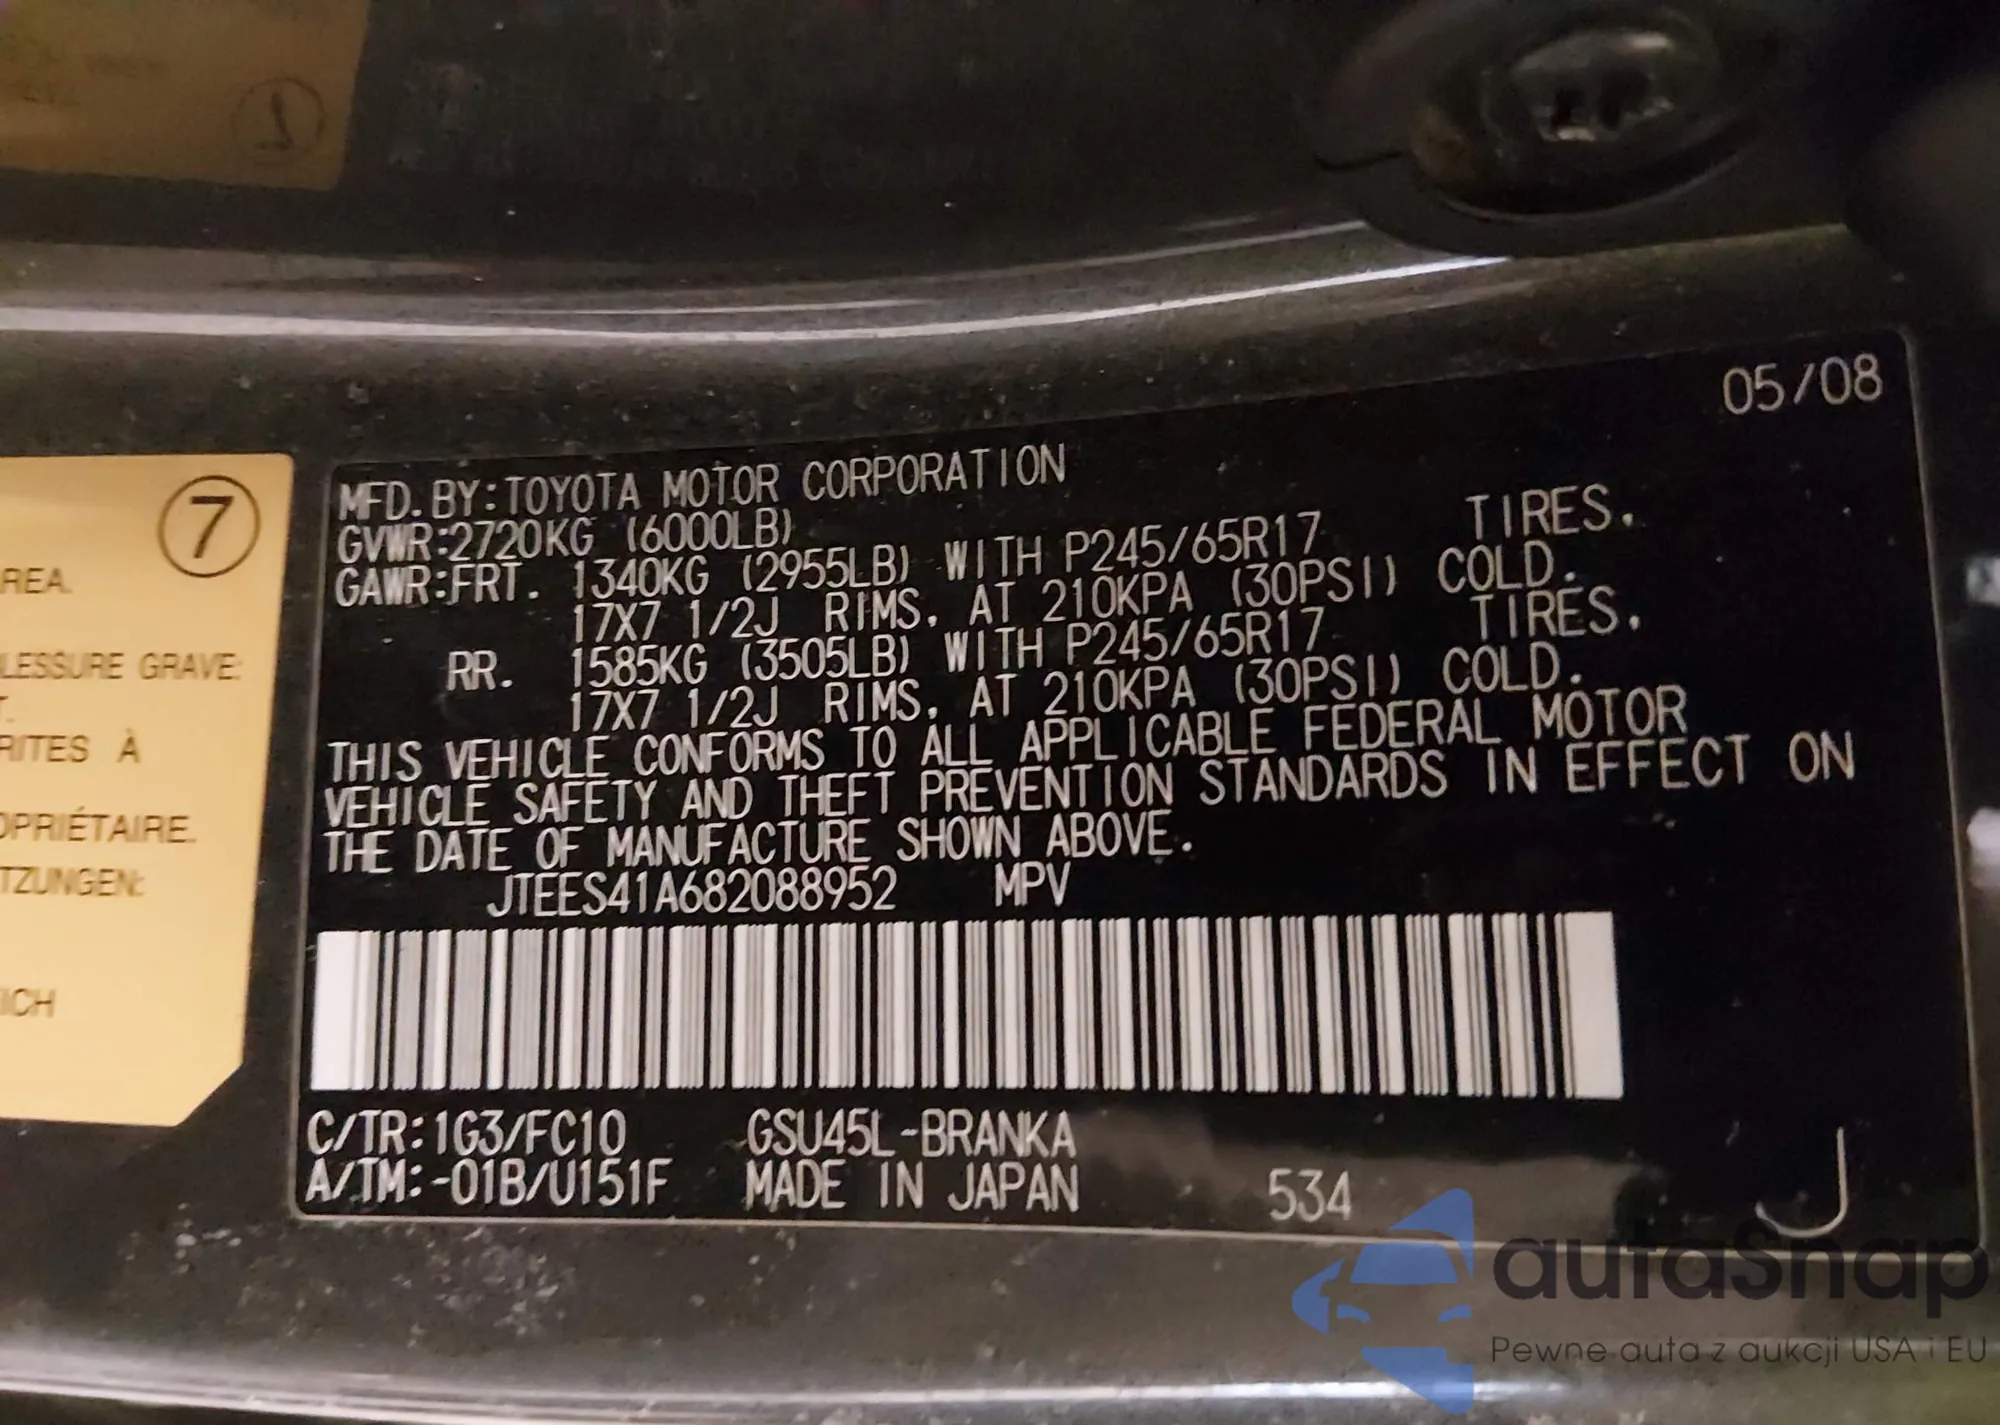 05/08
MFD. BY:TOYOTA MOTOR CORPORATION
GVWR:2720KG (6000LB)
GAWR:FRT. 1340KG (2955LB) WITH P245/65R17 TIRES.
17X7 1/2J RIMS, AT 210KPA (30PSI) COLD.
RR. 1585KG (3505LB) WITH P245/65R17 TIRES.
17X7 1/2J RIMS, AT 210KPA (30PSI) COLD.
THIS VEHICLE CONFORMS TO ALL APPLICABLE FEDERAL MOTOR
VEHICLE SAFETY AND THEFT PREVENTION STANDARDS IN EFFECT ON
THE DATE OF MANUFACTURE SHOWN ABOVE.
JTEES41A682088952 MPV
C/TR:1G3/FC10 GSU45L-BRANKA
A/TM:-01B/U151F MADE IN JAPAN 534
J
7
REA.
LESSURE GRAVE:
T.
RITES À
OPRIÉTAIRE.
TZUNGEN:
ICH
autaSnap
Pewne auta z aukcji USA i EU